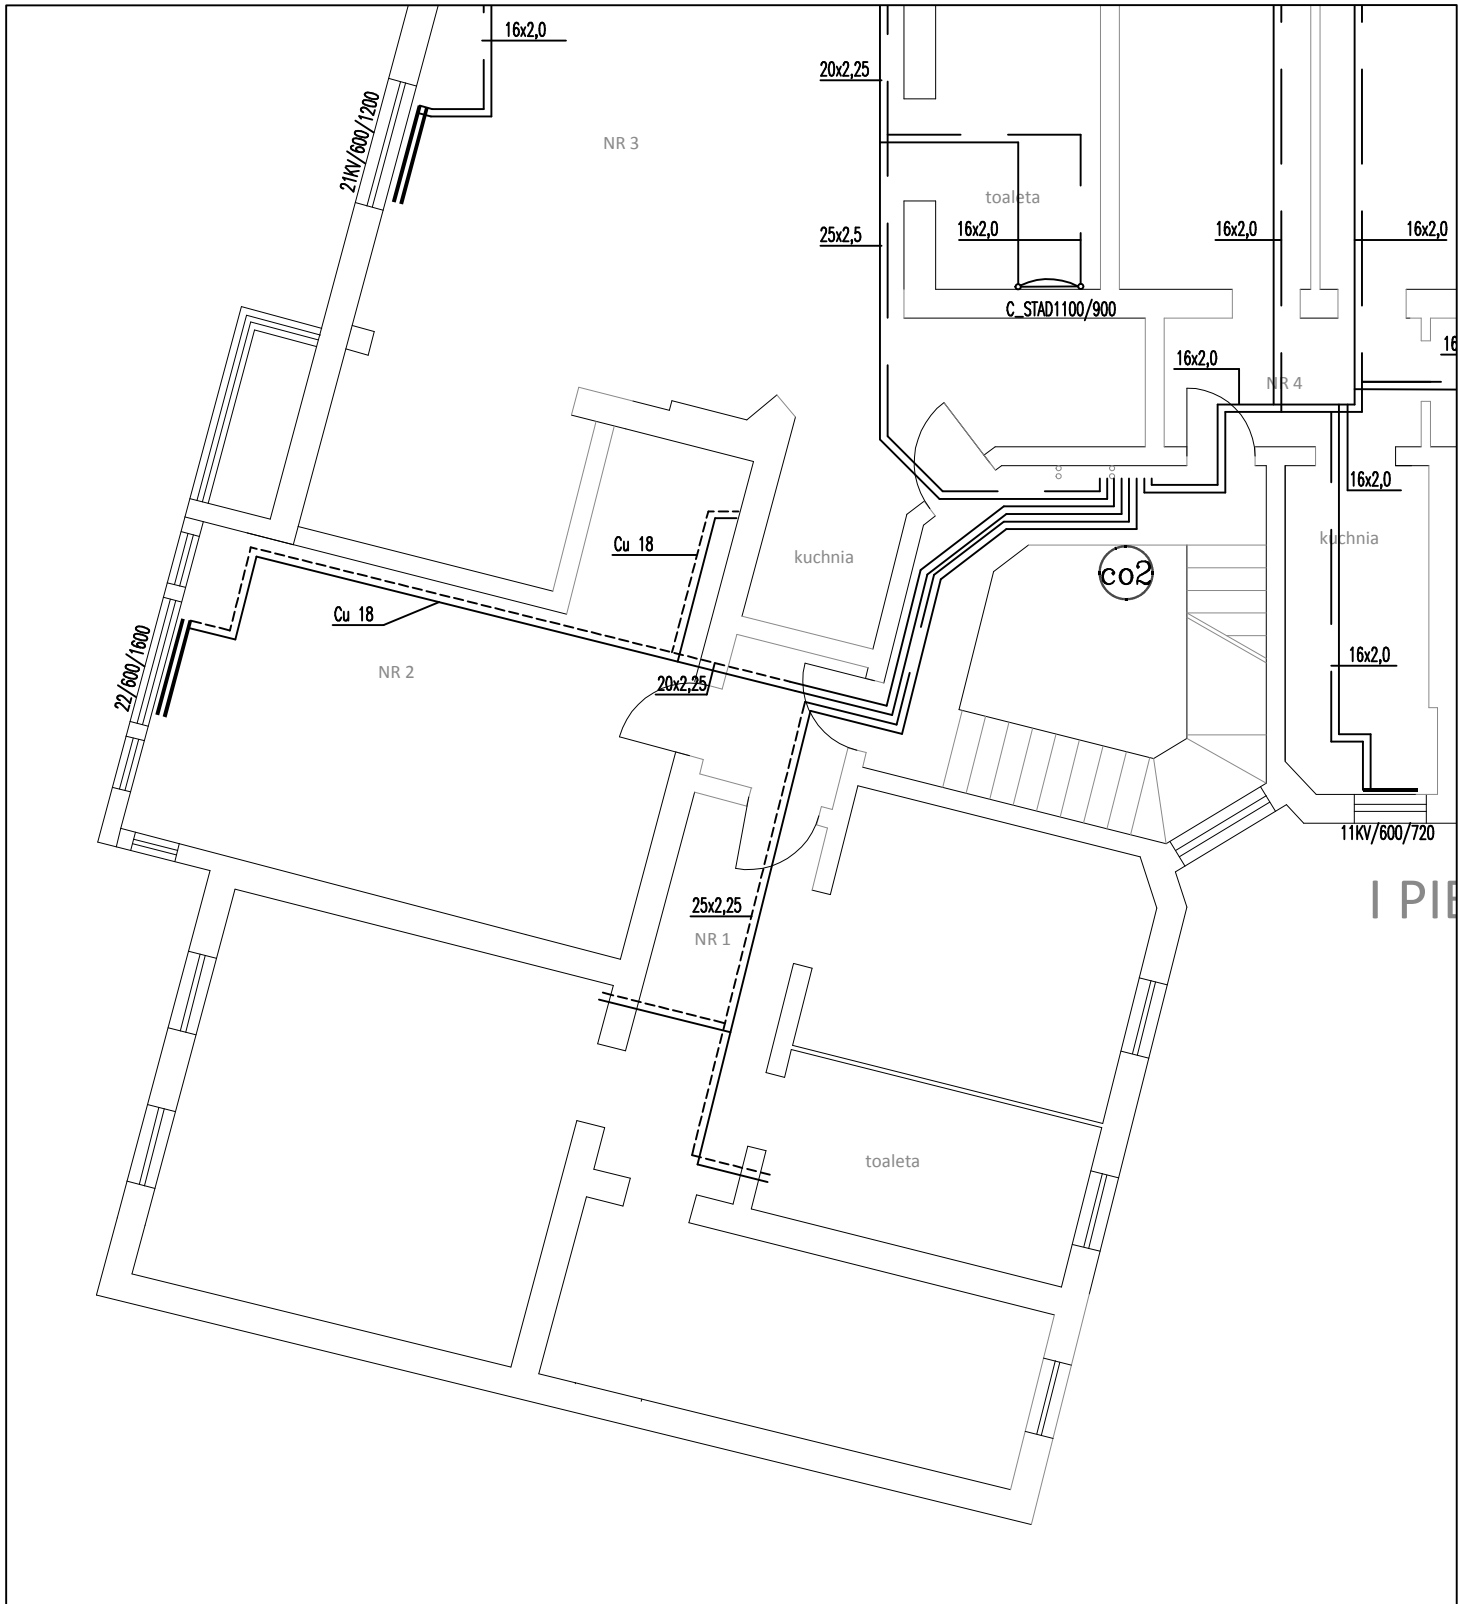 16x2,0
20x2,25
21KV/600/1200
NR 3
toaleta
25x2,5
16x2,0
16x2,0
16x2,0
C_STAD1100/900
16x2,0
16
NR 4
16x2,0
Cu 18
kuchnia
kuchnia
co2
Cu 18
22/600/1600
NR 2
20x2,25
16x2,0
11KV/600/720
25x2,25
NR 1
I PIE
toaleta